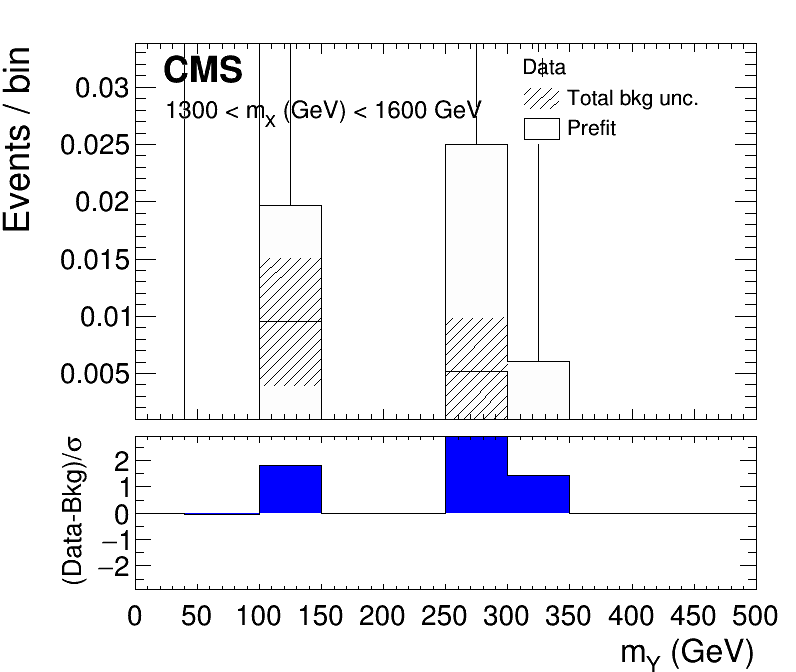 CMS
1300 < mX (GeV) < 1600 GeV
Data
Total bkg unc.
Prefit
Events / bin
0.03
0.025
0.02
0.015
0.01
0.005
(Data-Bkg)/σ
2
1
0
−1
−2
0 50 100 150 200 250 300 350 400 450 500
mY (GeV)